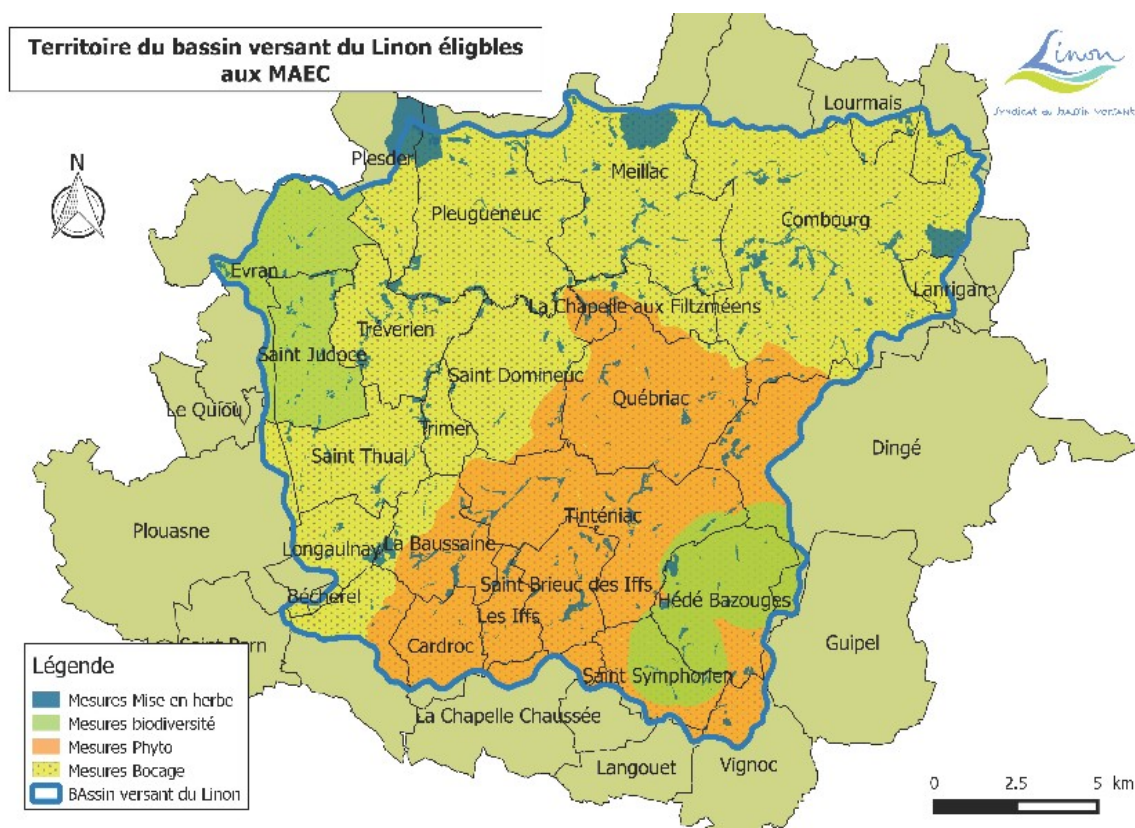 Territoire du bassin versant du Linon éligbles
aux MAEC
Linon
Syndicat du bassin versant
Lourmais
N
Plesder
Meillac
Pleugueneuc
Combourg
Evran
Lanrigan
La Chapelle aux Filtzméens
Tréverien
Saint Judoce
Saint Domineuc
Québriac
Le Quiou
Trimer
Dingé
Saint Thual
Tinténiac
Plouasne
Longaulnay
La Baussaine
Saint Brieuc des Iffs
Bécherel
Hédé Bazouges
Les Iffs
Cardroc
Guipel
Saint Symphorien
La Chapelle Chaussée
Langouet
Vignoc
Légende
Mesures Mise en herbe
Mesures biodiversité
Mesures Phyto
Mesures Bocage
BAssin versant du Linon
0 2.5 5 km